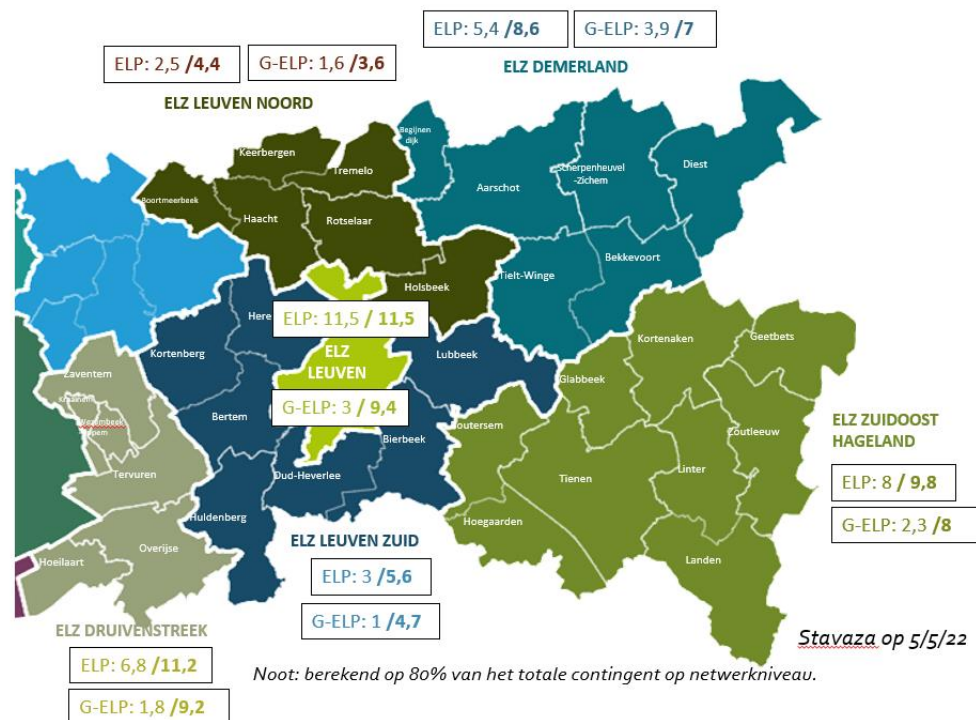 ELP: 5,4 /8,6
G-ELP: 3,9 /7
ELZ DEMERLAND
ELP: 2,5 /4,4
G-ELP: 1,6 /3,6
ELZ LEUVEN NOORD
Keerbergen
Tremelo
Begijnen
dijk
Boortmeerbeek
Haacht
Rotselaar
Aarschot
Scherpenheuvel
-Zichem
Diest
Holsbeek
Tielt-Winge
Bekkevoort
Here
ELP: 11,5 / 11,5
ELZ
LEUVEN
G-ELP: 3 / 9,4
Kortenberg
Lubbeek
Kortenaken
Geetbets
Glabbeek
Zaventem
Bertem
Bierbeek
outersem
Zoutleeuw
Tervuren
Oud-Heverlee
Tienen
Linter
Huldenberg
Hoegaarden
Landen
Hoeilaart
Overijse
ELZ ZUIDOOST
HAGELAND
ELP: 8 / 9,8
G-ELP: 2,3 /8
ELZ LEUVEN ZUID
ELP: 3 /5,6
G-ELP: 1 /4,7
ELZ DRUIVENSTREEK
ELP: 6,8 /11,2
G-ELP: 1,8 /9,2
Stavaza op 5/5/22
Noot: berekend op 80% van het totale contingent op netwerkniveau.